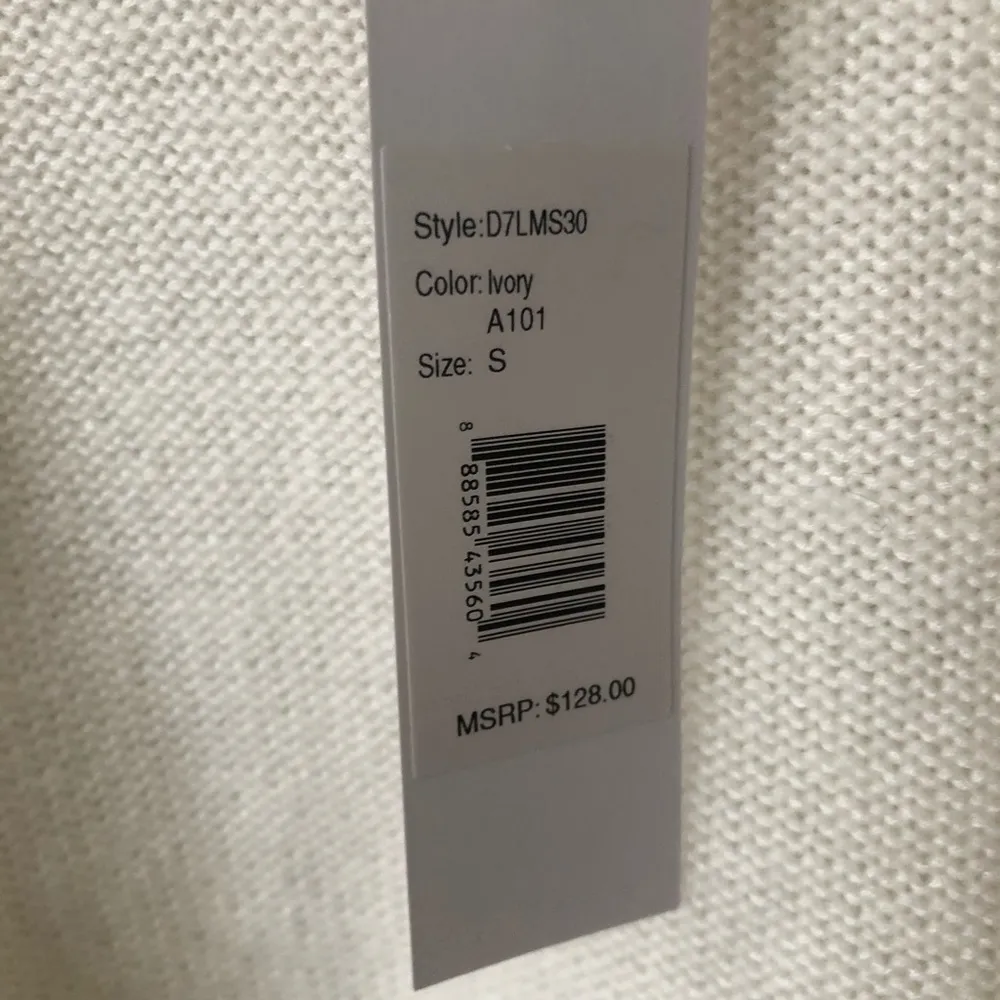 Style:D7LMS30
Color: Ivory
A101
Size: S
8 88585 43560 4
MSRP: $128.00